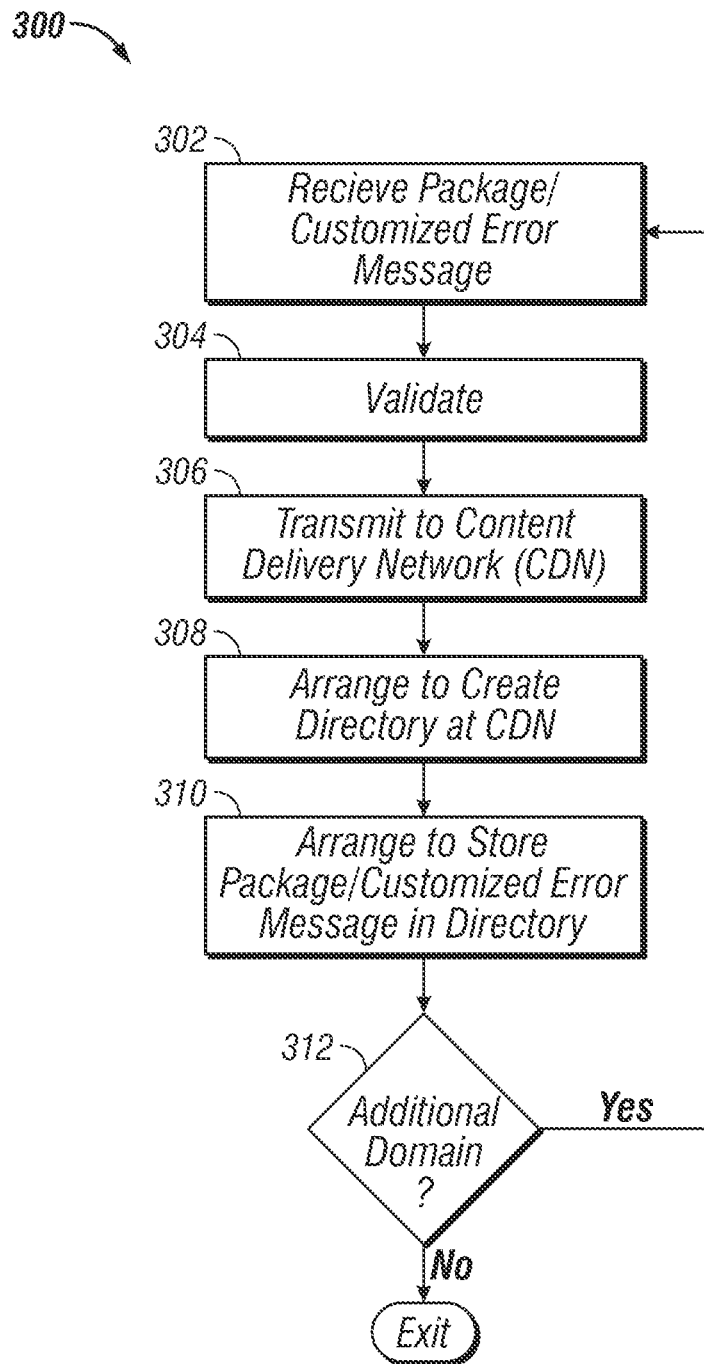 300
302
Recieve Package/
Customized Error
Message
304
Validate
306
Transmit to Content
Delivery Network (CDN)
308
Arrange to Create
Directory at CDN
310
Arrange to Store
Package/Customized Error
Message in Directory
312
Additional
Domain
?
Yes
No
Exit